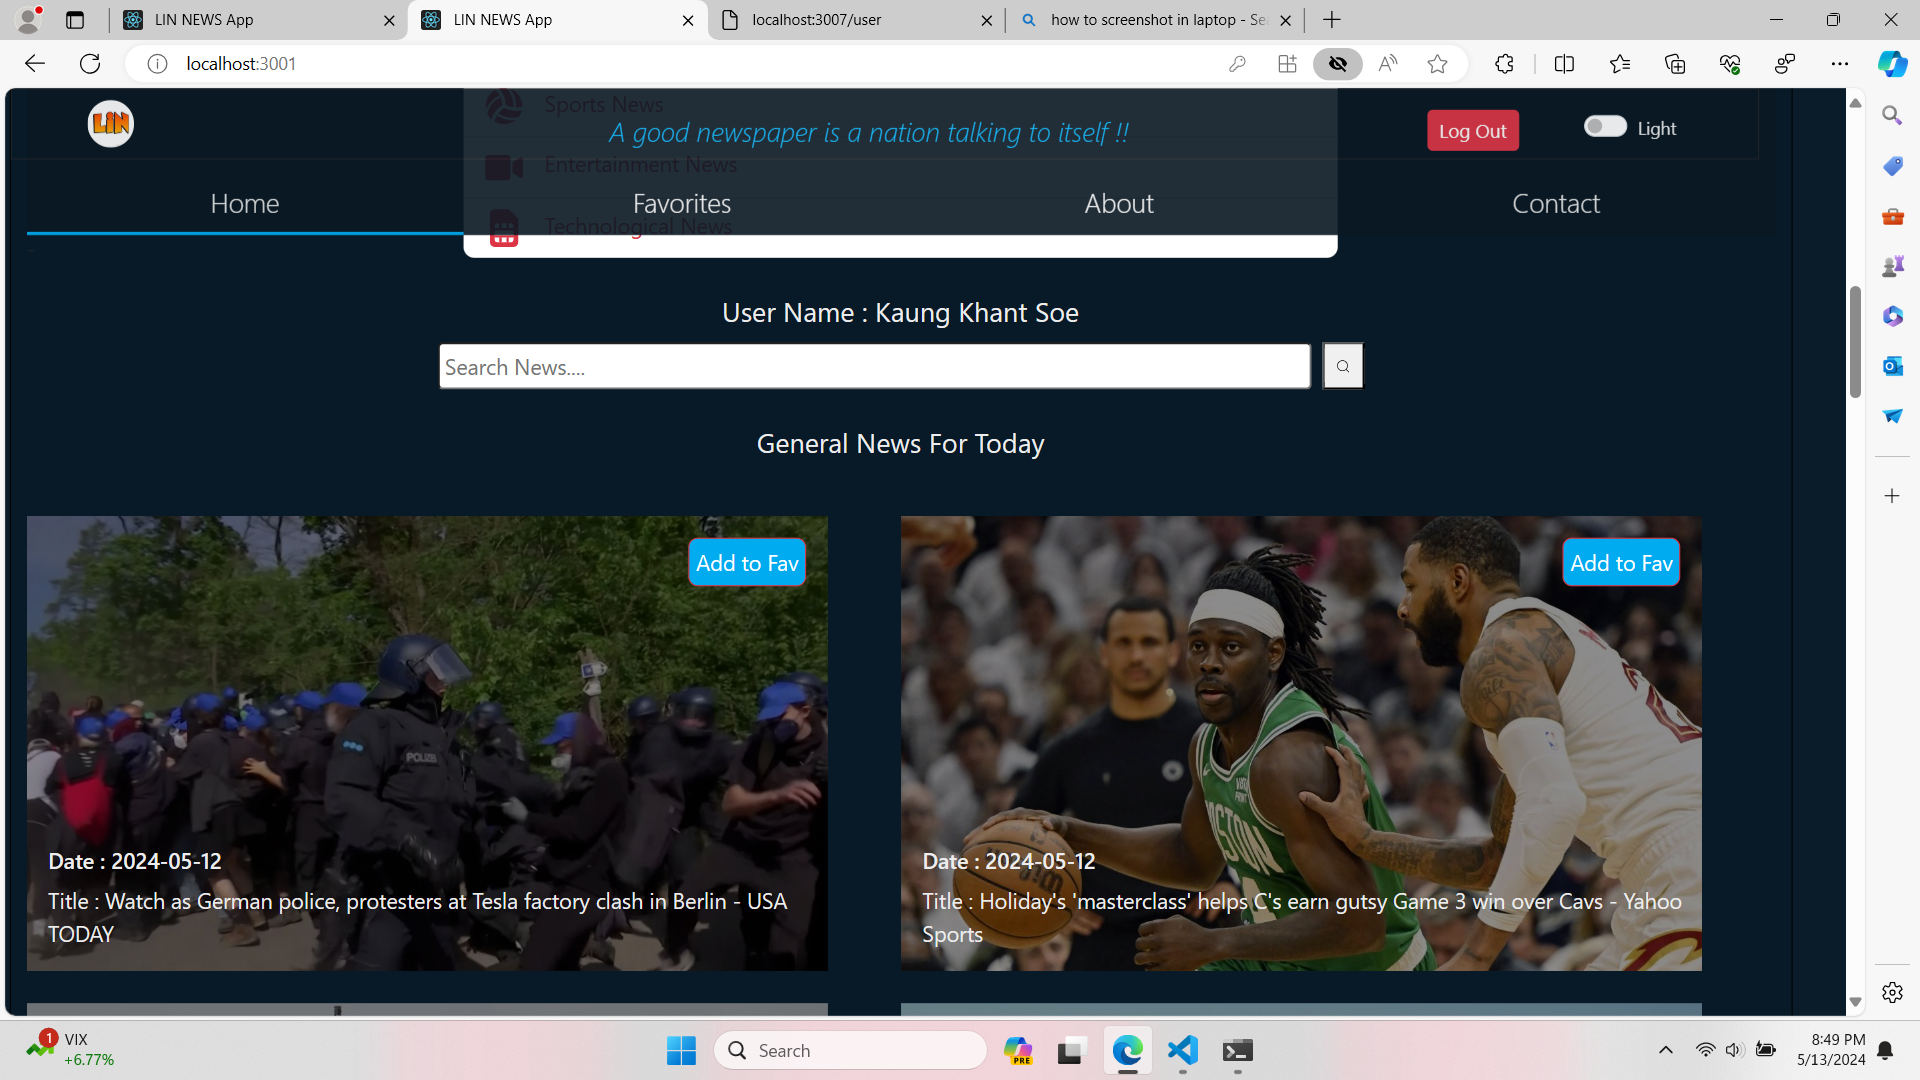 LIN NEWS App
LIN NEWS App
localhost:3007/user
how to screenshot in laptop - Sea
localhost:3001
LIN
Sports News
A good newspaper is a nation talking to itself !!
Log Out
Light
Entertainment News
Home
Favorites
About
Contact
Technological News
User Name : Kaung Khant Soe
Search News....
General News For Today
Add to Fav
Add to Fav
POLIZEI
BOSTON
Date : 2024-05-12
Title : Watch as German police, protesters at Tesla factory clash in Berlin - USA
TODAY
Date : 2024-05-12
Title : Holiday's 'masterclass' helps C's earn gutsy Game 3 win over Cavs - Yahoo
Sports
1
VIX
+6.77%
Search
PRE
8:49 PM
5/13/2024